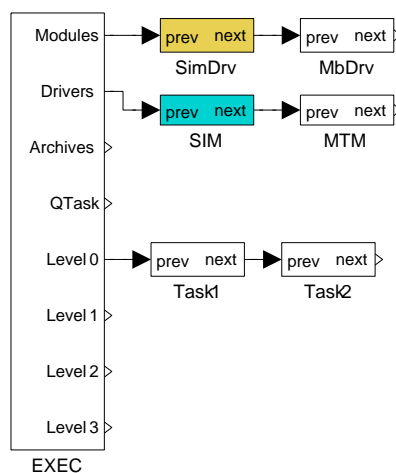 Modules
prev next
prev next
SimDrv
MbDrv
Drivers
prev next
prev next
SIM
MTM
Archives
QTask
Level 0
prev next
prev next
Task1
Task2
Level 1
Level 2
Level 3
EXEC